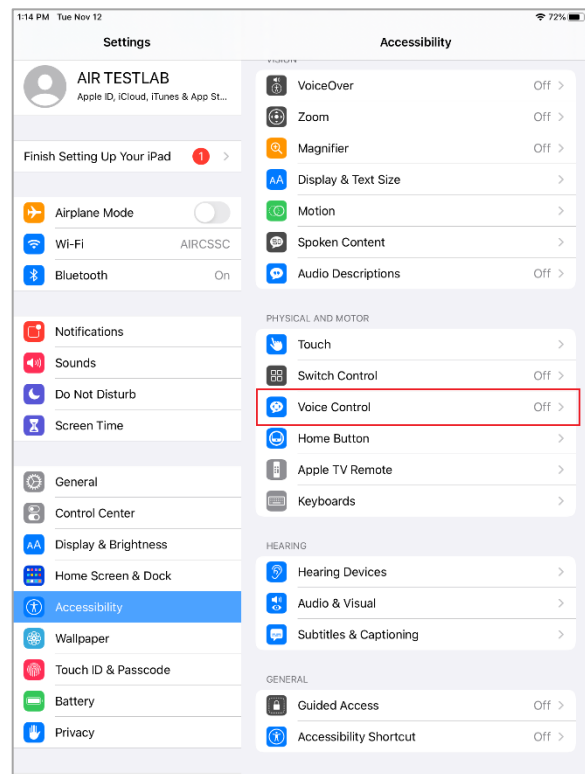 1:14 PM Tue Nov 12 72%
Settings
AIR TESTLAB
Apple ID, iCloud, iTunes & App St...
Finish Setting Up Your iPad 1
Airplane Mode
Wi-Fi AIRCSSC
Bluetooth On
Notifications
Sounds
Do Not Disturb
Screen Time
General
Control Center
AA Display & Brightness
Home Screen & Dock
Accessibility
Wallpaper
Touch ID & Passcode
Battery
Privacy
Accessibility
VISION
VoiceOver Off
Zoom Off
Magnifier Off
AA Display & Text Size
Motion
Spoken Content
Audio Descriptions Off
PHYSICAL AND MOTOR
Touch
Switch Control Off
Voice Control Off
Home Button
Apple TV Remote
Keyboards
HEARING
Hearing Devices
Audio & Visual
Subtitles & Captioning
GENERAL
Guided Access Off
Accessibility Shortcut Off